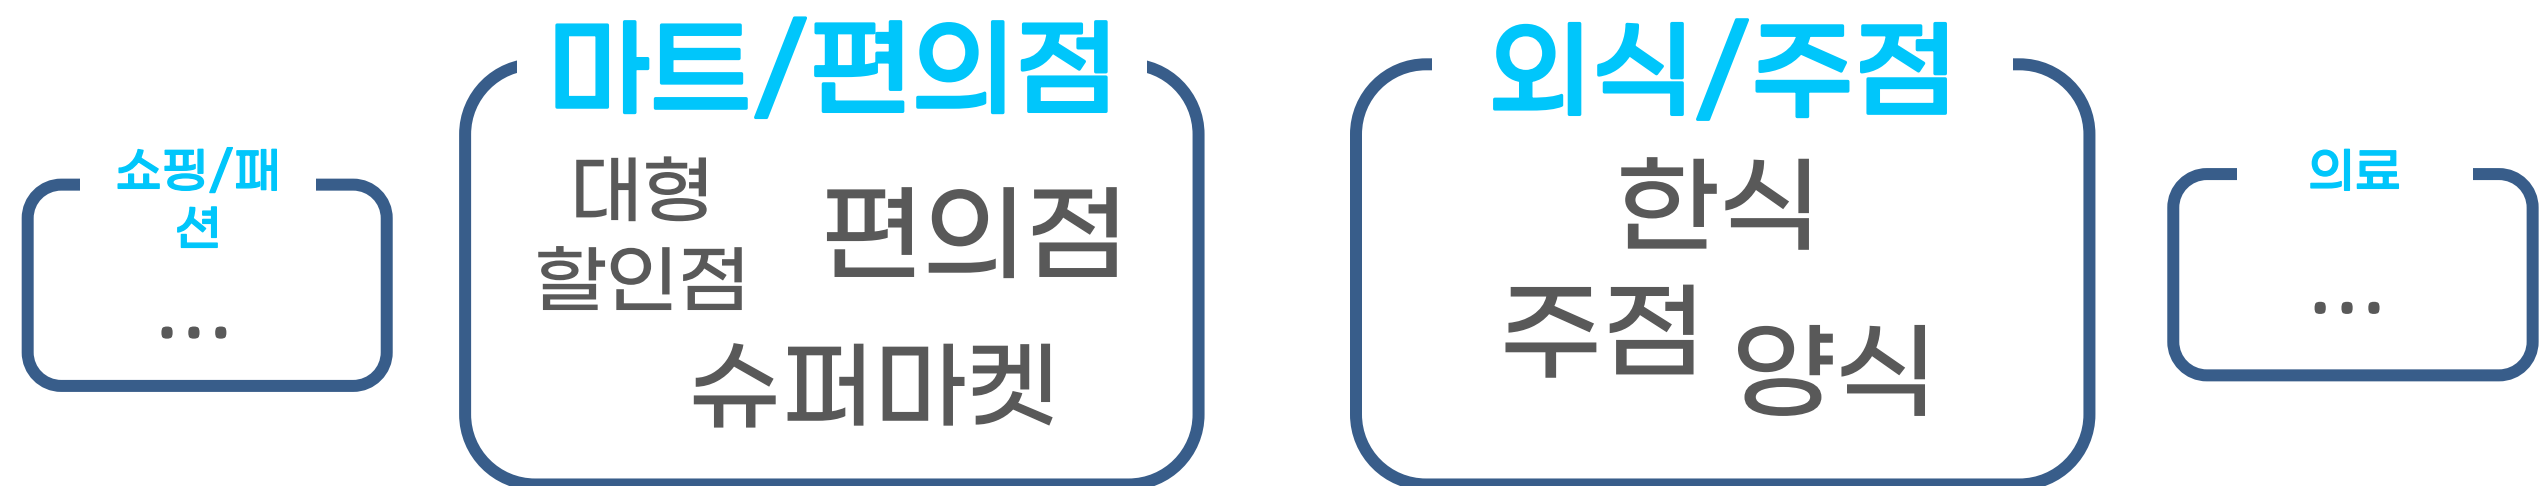 쇼핑/패
션
...
마트/편의점
대형
할인점
편의점
슈퍼마켓
외식/주점
한식
주점
양식
의료
...